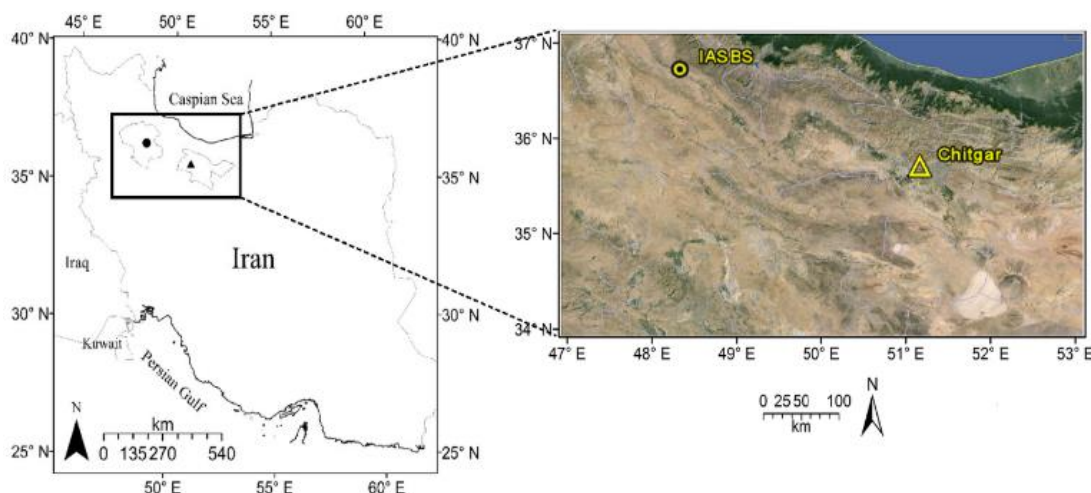 45° E 50° E 55° E 60° E
40° N 40° N
Caspian Sea
35° N 35° N
Iraq
Iran
30° N 30° N
Kuwait
Persian Gulf
N
km
0 135 270 540
25° N 25° N
50° E 55° E 60° E
37° N
IASBS
36° N
Chitgar
35° N
34° N
47° E 48° E 49° E 50° E 51° E 52° E 53° E
0 25 50 100
km
N